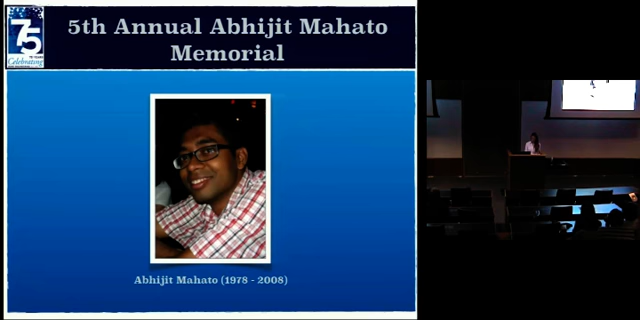 5th Annual Abhijit Mahato
Memorial
75
Celebrating
Abhijit Mahato (1978 - 2008)